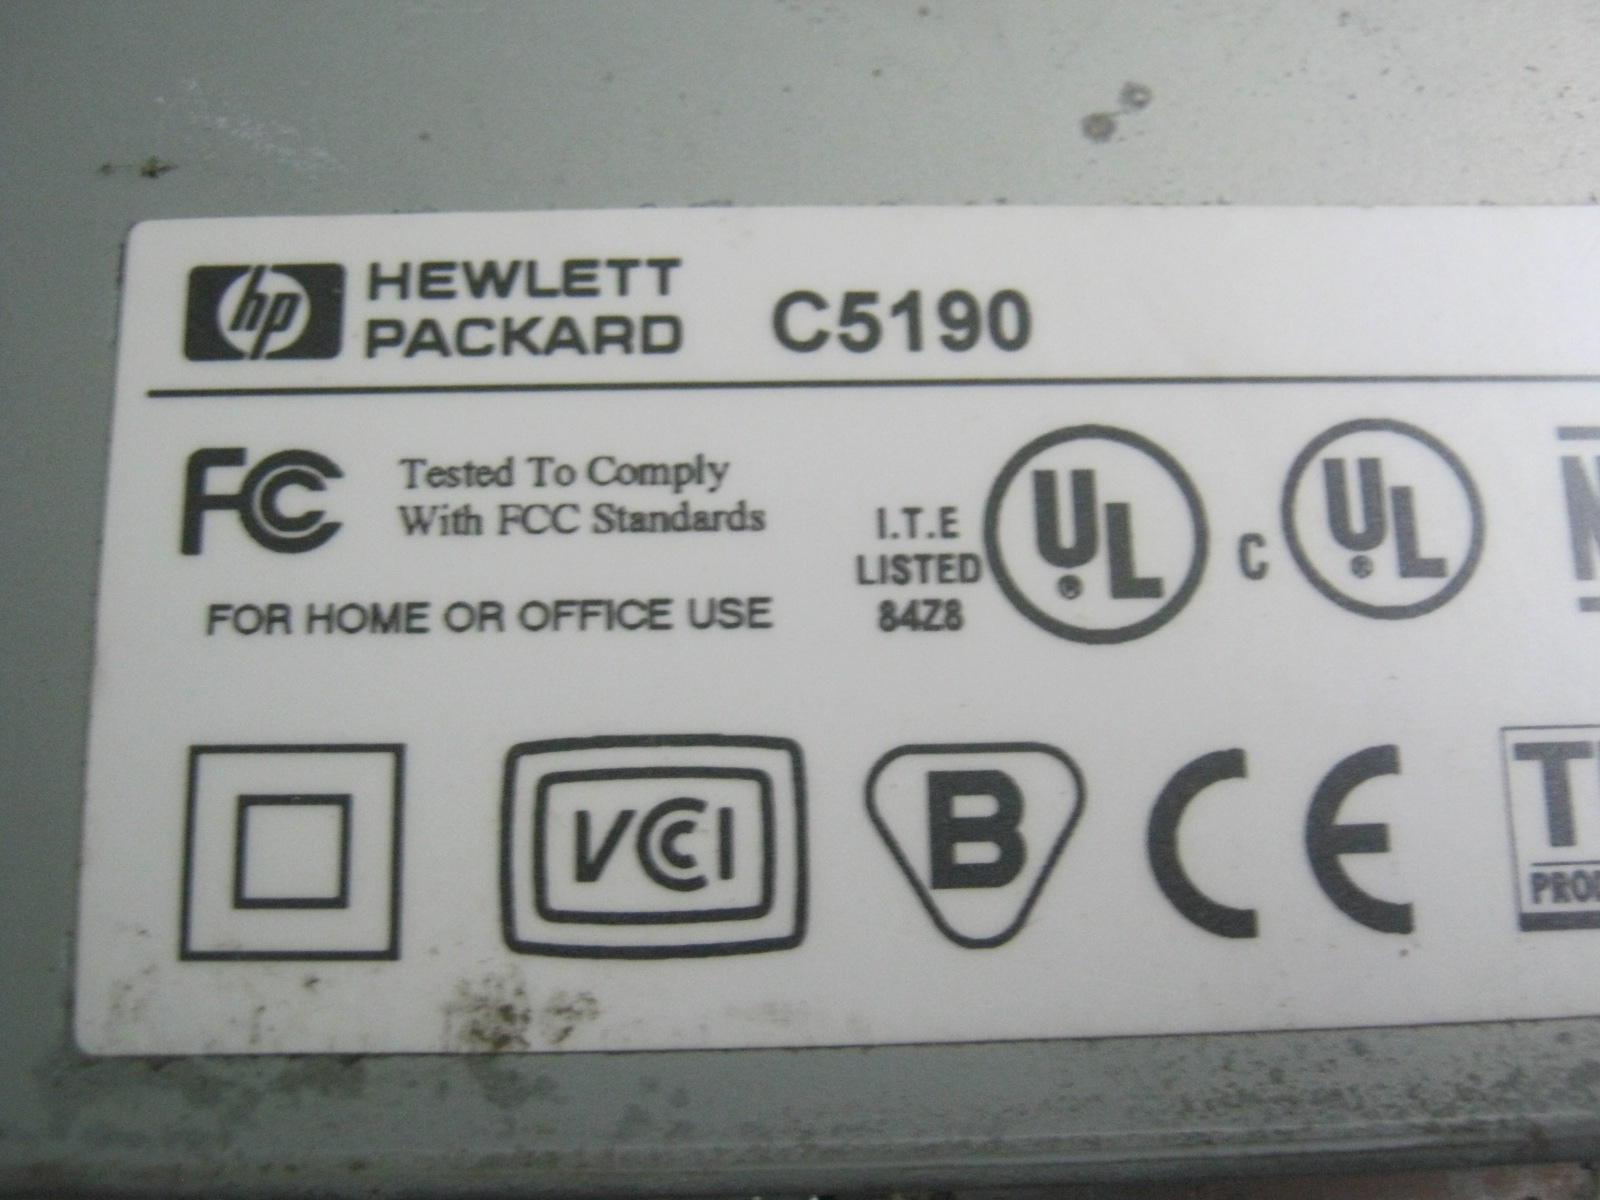 hp HEWLETT PACKARD C5190
FC Tested To Comply
With FCC Standards
FOR HOME OR OFFICE USE
I.T.E
LISTED
84Z8
UL® C UL®
VCCI B CE